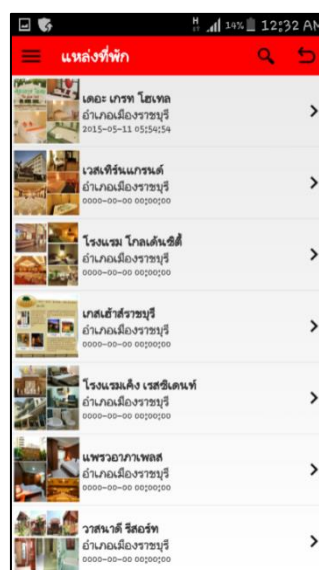 H 14% 12:32 AM
แหล่งที่พัก
เดอะ เกรท โฮเทล
อำเภอเมืองราชบุรี
2015-05-11 05:54:54
เวสเทิร์นแกรนด์
อำเภอเมืองราชบุรี
0000-00-00 00:00:00
โรงแรม โกลเด้นซิตี้
อำเภอเมืองราชบุรี
0000-00-00 00:00:00
เกสเฮ้าส์ราชบุรี
อำเภอเมืองราชบุรี
0000-00-00 00:00:00
โรงแรมเค็ง เรสซิเดนท์
อำเภอเมืองราชบุรี
0000-00-00 00:00:00
แพรวอาภาเพลส
อำเภอเมืองราชบุรี
0000-00-00 00:00:00
วาสนาดี รีสอร์ท
อำเภอเมืองราชบุรี
0000-00-00 00:00:00